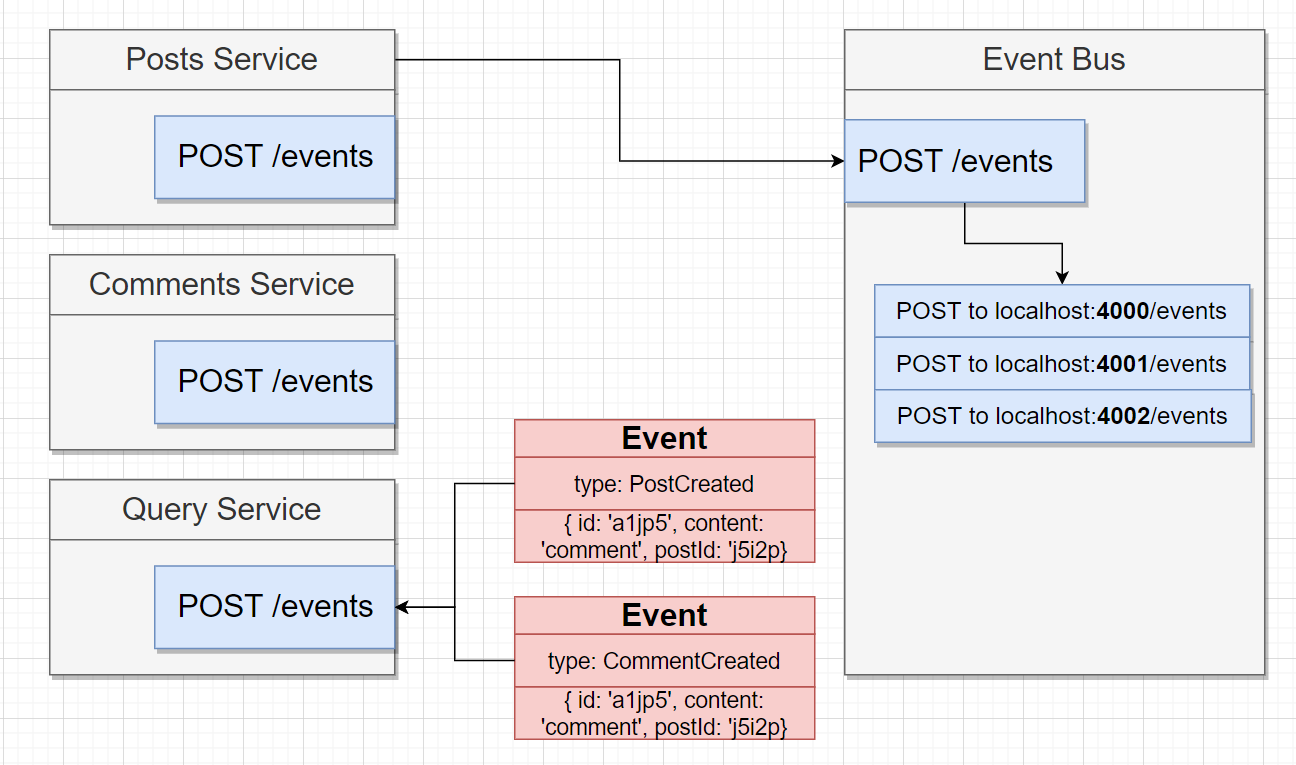 Posts Service
POST /events
Comments Service
POST /events
Query Service
POST /events
Event
type: PostCreated
{ id: 'a1jp5', content:
'comment', postId: 'j5i2p}
Event
type: CommentCreated
{ id: 'a1jp5', content:
'comment', postId: 'j5i2p}
Event Bus
POST /events
POST to localhost:4000/events
POST to localhost:4001/events
POST to localhost:4002/events